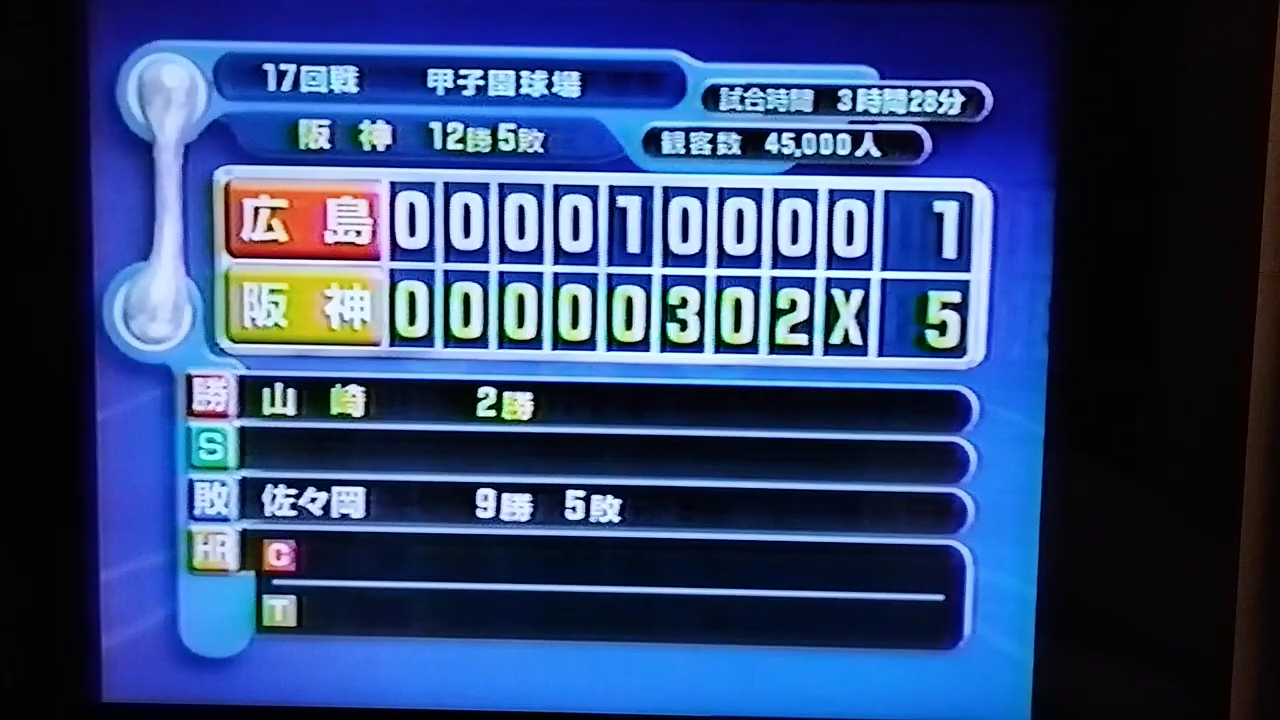 17回戦 甲子園球場
試合時間 3時間28分
阪神 12勝5敗
観客数 45,000人
広島 0 0 0 0 1 0 0 0 0 1
阪神 0 0 0 0 0 3 0 2 X 5
勝 山崎 2勝
S
敗 佐々岡 9勝 5敗
HR C
T